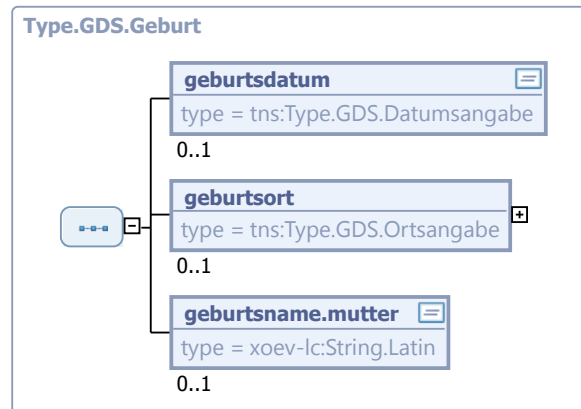 Type.GDS.Geburt
geburtsdatum
type = tns:Type.GDS.Datumsangabe
0..1
geburtsort
type = tns:Type.GDS.Ortsangabe
0..1
geburtsname.mutter
type = xoev-lc:String.Latin
0..1